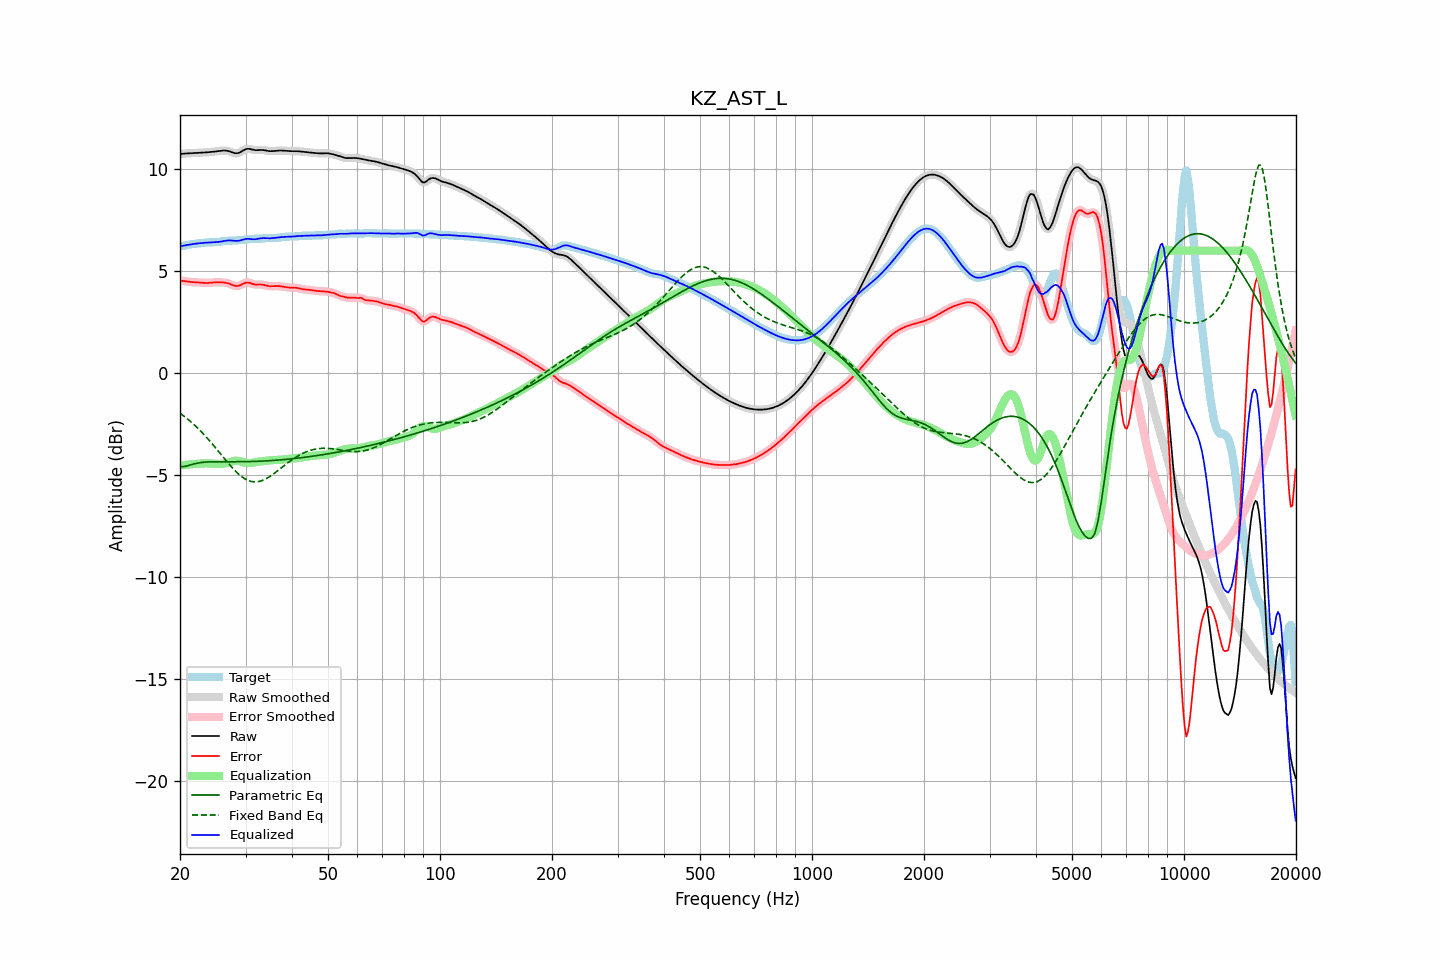 KZ_AST_L
Amplitude (dBr)
10
5
0
−5
−10
−15
−20
Target
Raw Smoothed
Error Smoothed
Raw
Error
Equalization
Parametric Eq
Fixed Band Eq
Equalized
20 50 100 200 500 1000 2000 5000 10000 20000
Frequency (Hz)